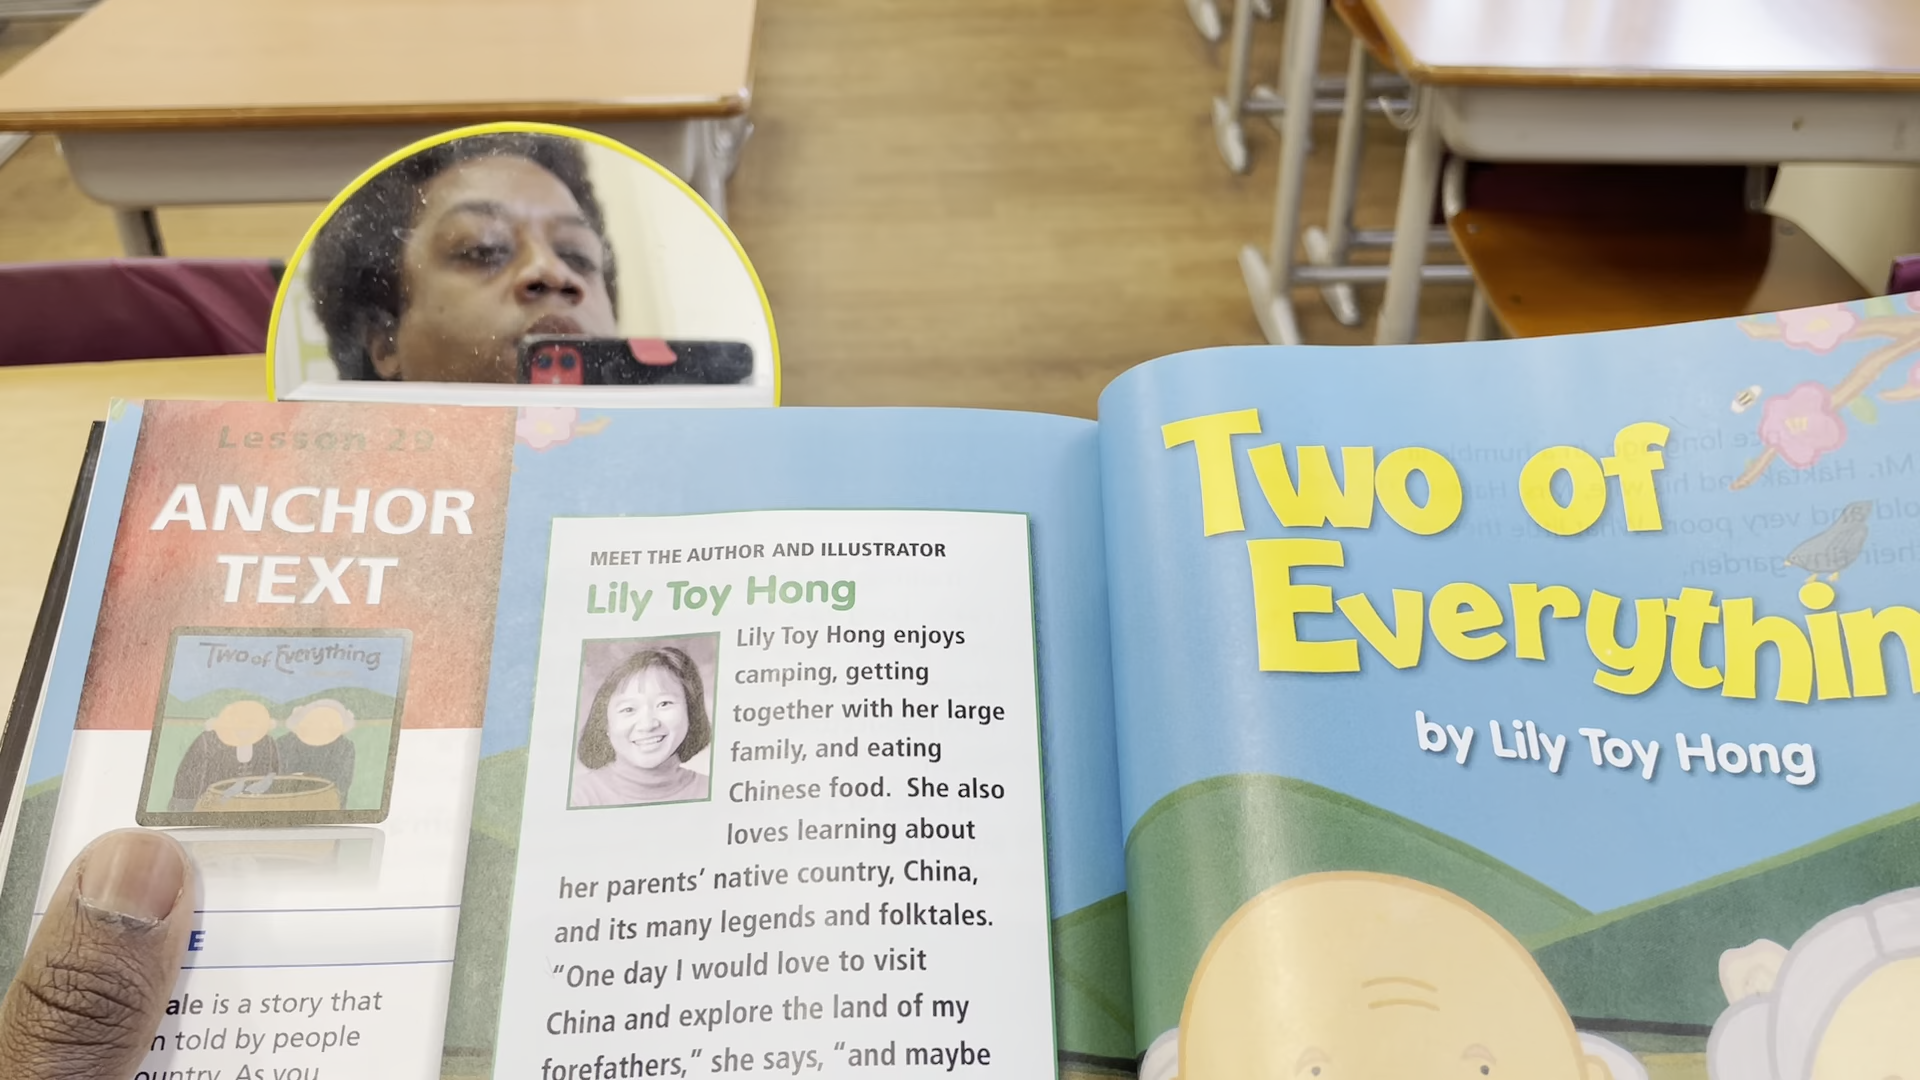 Lesson 29
ANCHOR
TEXT
Two of Everything
E
ale is a story that
n told by people
ountry. As you
MEET THE AUTHOR AND ILLUSTRATOR
Lily Toy Hong
Lily Toy Hong enjoys
camping, getting
together with her large
family, and eating
Chinese food. She also
loves learning about
her parents’ native country, China,
and its many legends and folktales.
“One day I would love to visit
China and explore the land of my
forefathers,” she says, “and maybe
Two of
Everythin
by Lily Toy Hong